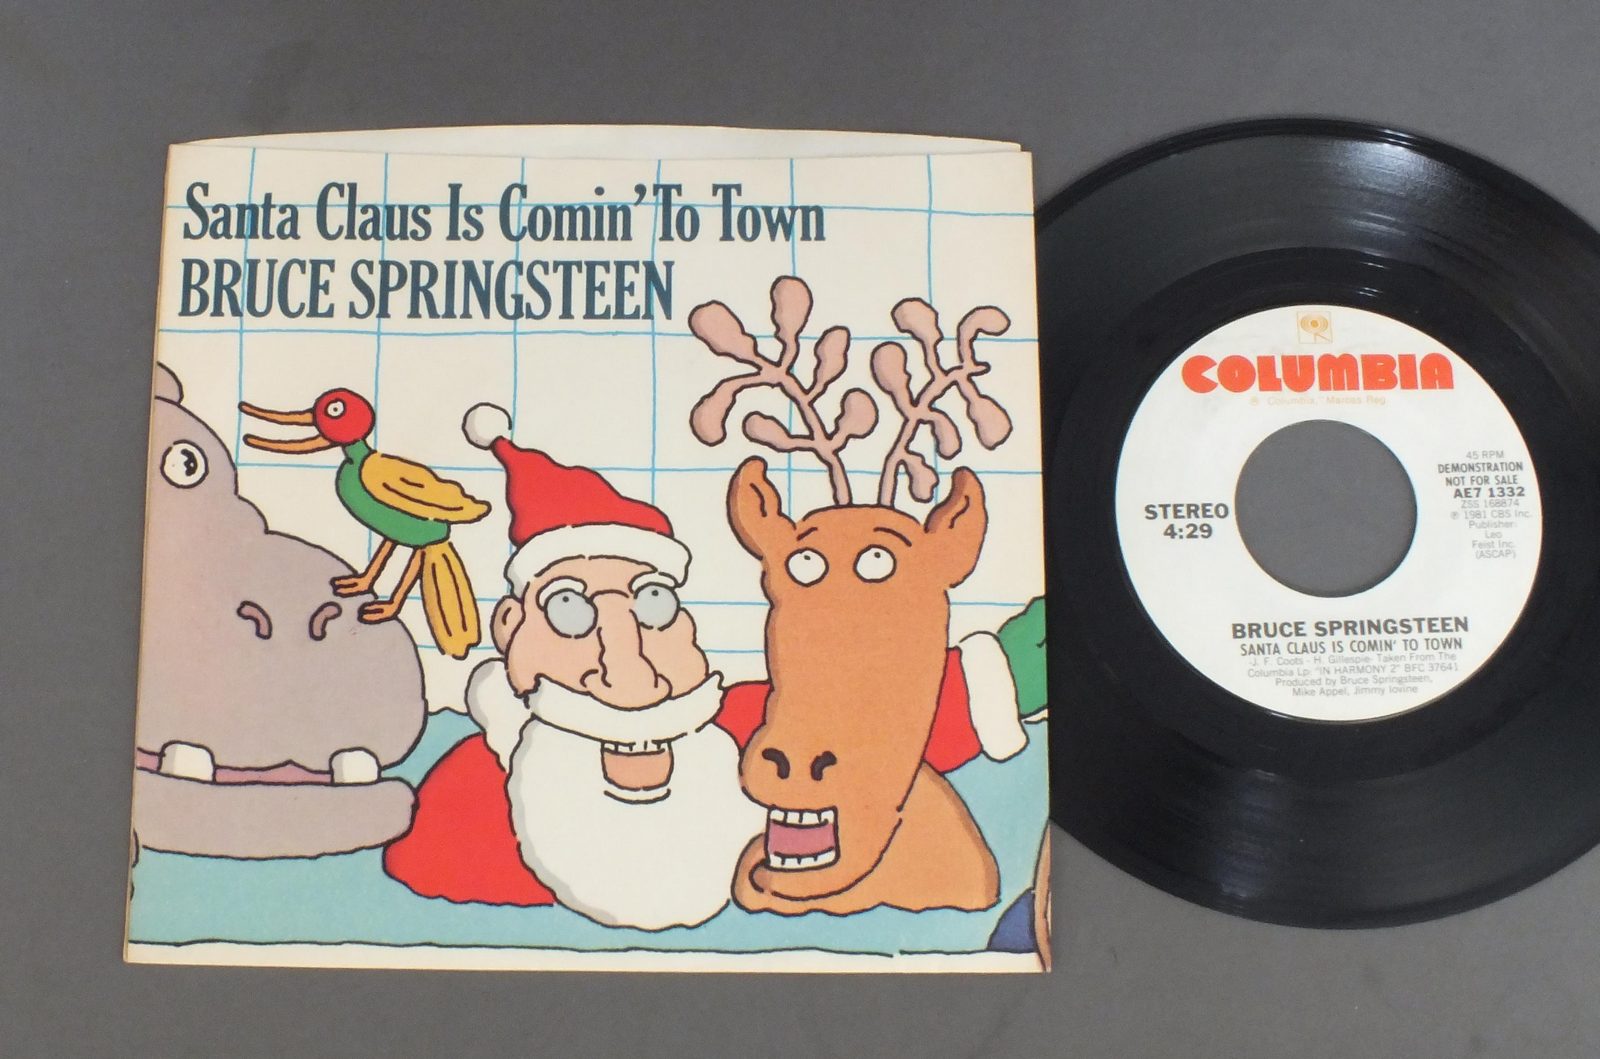 Santa Claus Is Comin' To Town
BRUCE SPRINGSTEEN
COLUMBIA
® "Columbia," Marcas Reg.
STEREO
4:29
45 RPM
DEMONSTRATION
NOT FOR SALE
AE7 1332
ZSS 168874
℗ 1981 CBS Inc.
Publisher:
Leo
Feist Inc.
(ASCAP)
BRUCE SPRINGSTEEN
SANTA CLAUS IS COMIN' TO TOWN
-J. F. Coots - H. Gillespie- Taken From The
Columbia Lp: "IN HARMONY 2" BFC 37641
Produced by Bruce Springsteen,
Mike Appel, Jimmy Iovine